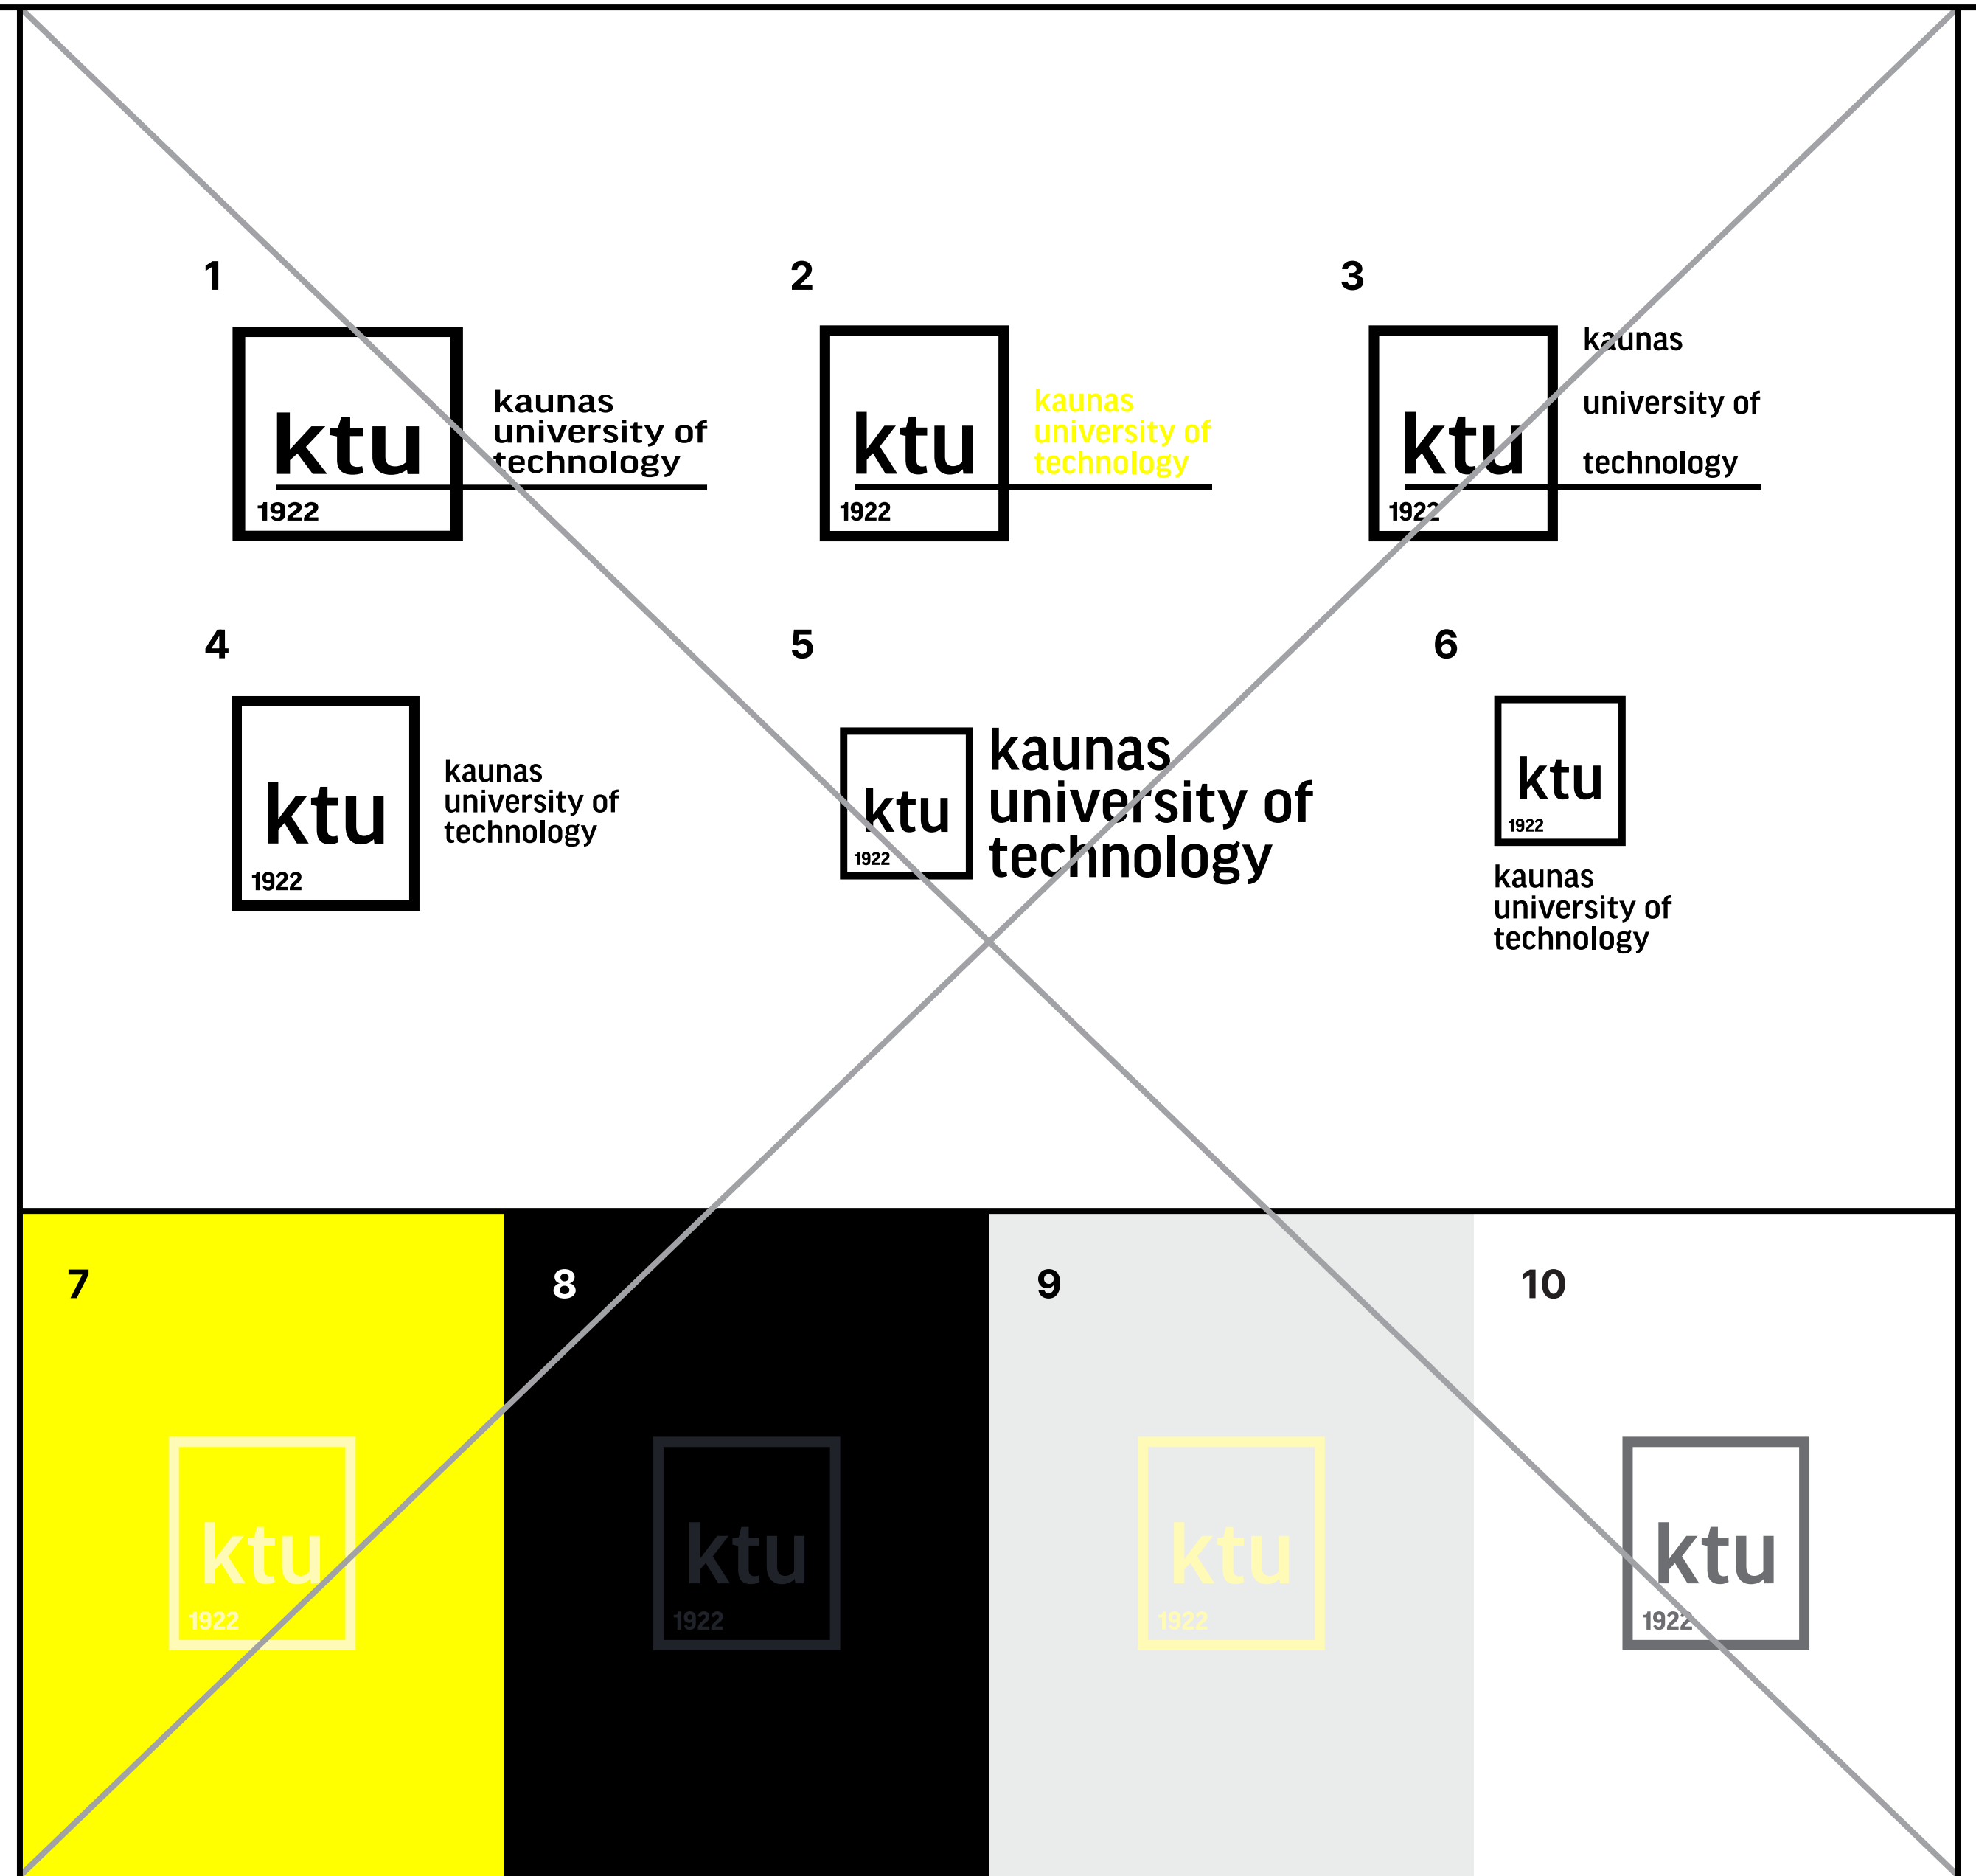 1
ktu
1922
kaunas
university of
technology
2
ktu
1922
kaunas
university of
technology
3
ktu
1922
kaunas
university of
technology
4
ktu
1922
kaunas
university of
technology
5
ktu
1922
kaunas
university of
technology
6
ktu
1922
kaunas
university of
technology
7
ktu
1922
8
ktu
1922
9
ktu
1922
10
ktu
1922